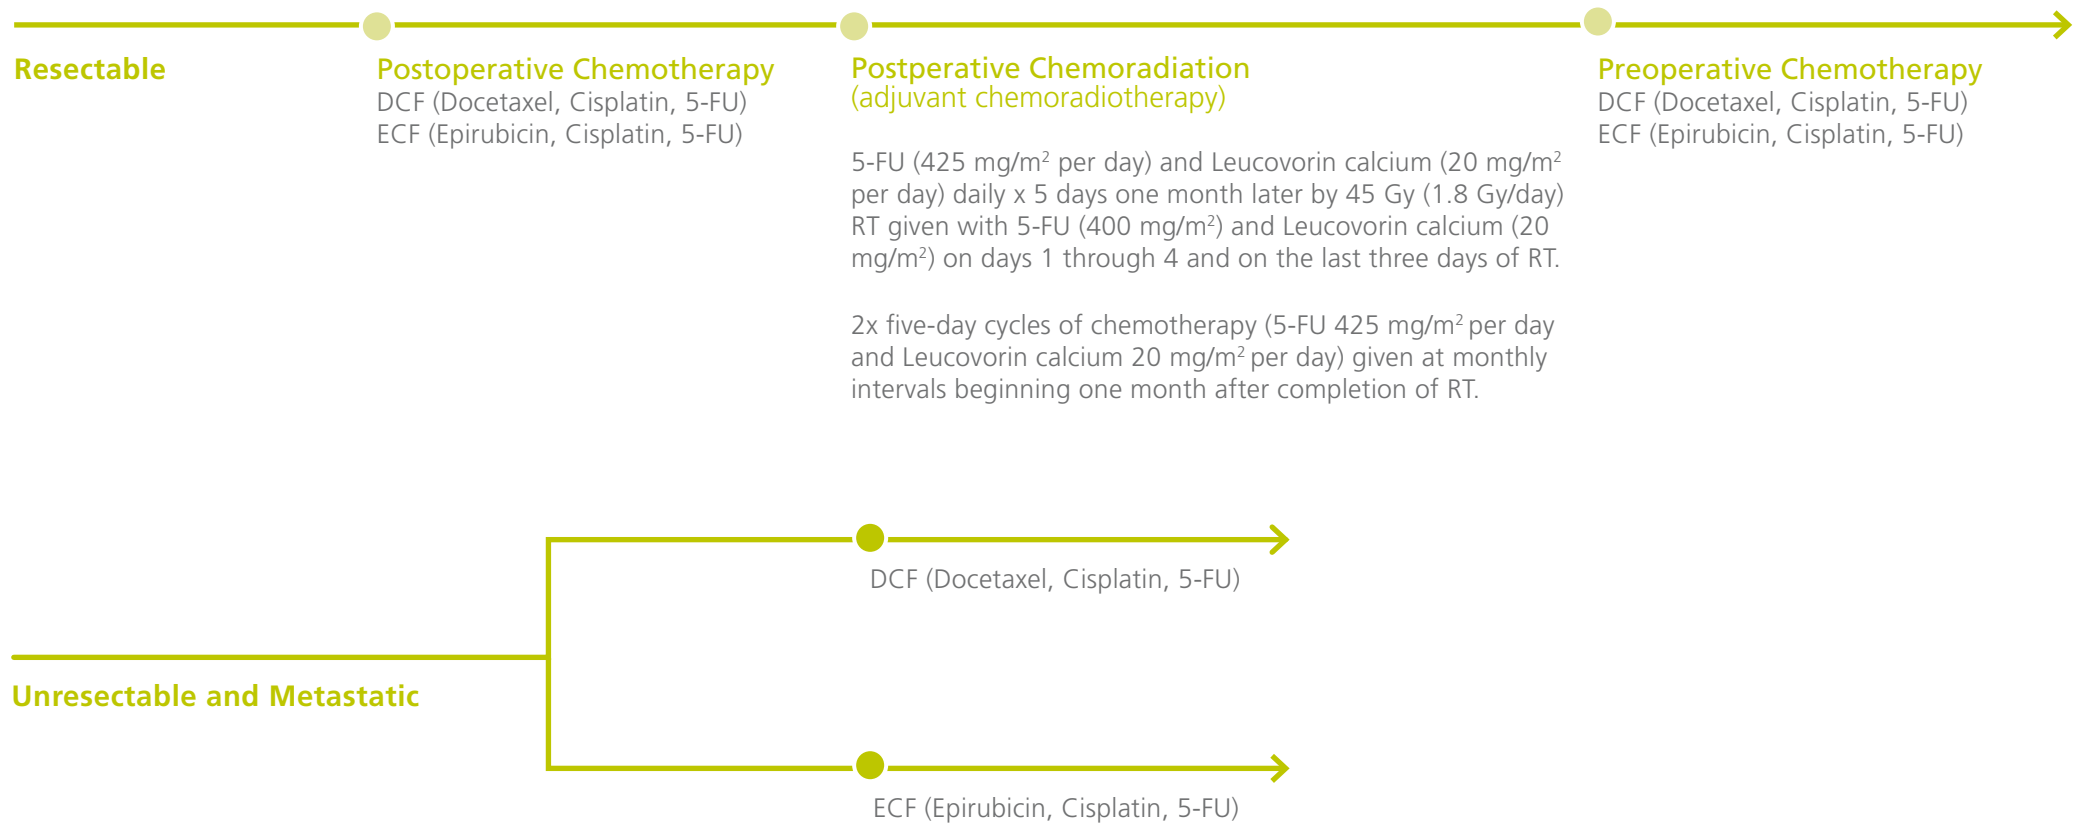 Resectable
Postoperative Chemotherapy
DCF (Docetaxel, Cisplatin, 5-FU)
ECF (Epirubicin, Cisplatin, 5-FU)
Postperative Chemoradiation
(adjuvant chemoradiotherapy)
5-FU (425 mg/m² per day) and Leucovorin calcium (20 mg/m²
per day) daily x 5 days one month later by 45 Gy (1.8 Gy/day)
RT given with 5-FU (400 mg/m²) and Leucovorin calcium (20
mg/m²) on days 1 through 4 and on the last three days of RT.
2x five-day cycles of chemotherapy (5-FU 425 mg/m² per day
and Leucovorin calcium 20 mg/m² per day) given at monthly
intervals beginning one month after completion of RT.
Preoperative Chemotherapy
DCF (Docetaxel, Cisplatin, 5-FU)
ECF (Epirubicin, Cisplatin, 5-FU)
Unresectable and Metastatic
DCF (Docetaxel, Cisplatin, 5-FU)
ECF (Epirubicin, Cisplatin, 5-FU)